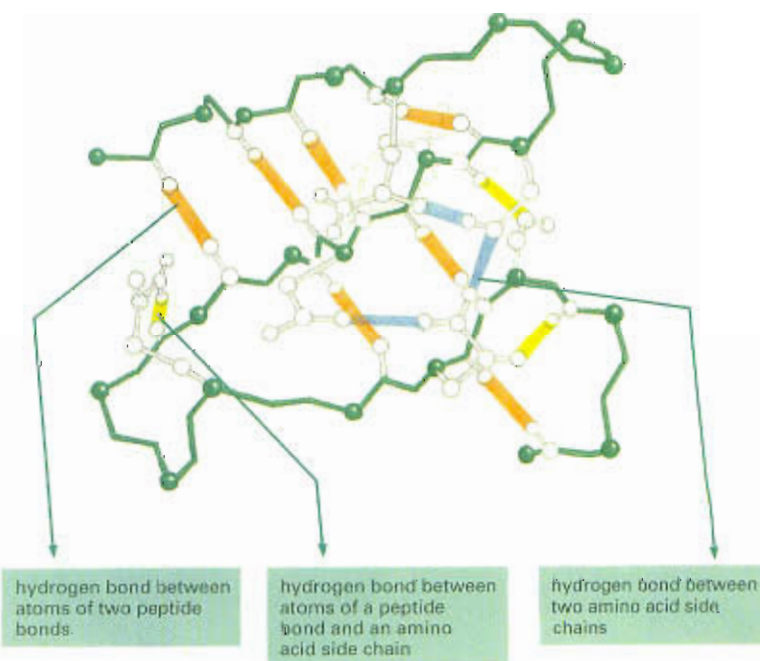 hydrogen bond between
atoms of two peptide
bonds
hydrogen bond between
atoms of a peptide
bond and an amino
acid side chain
hydrogen bond between
two amino acid side
chains